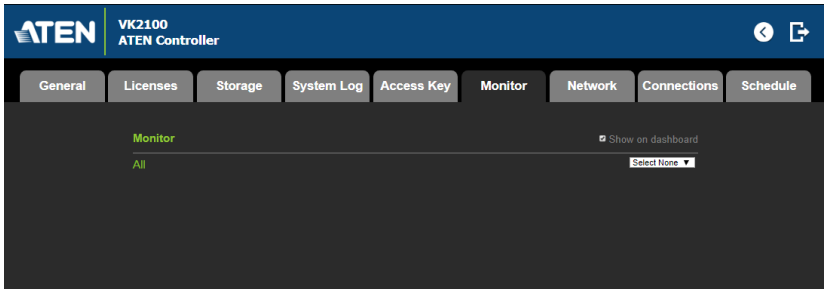 ATEN
VK2100
ATEN Controller
General Licenses Storage System Log Access Key Monitor Network Connections Schedule
Monitor Show on dashboard
All Select None